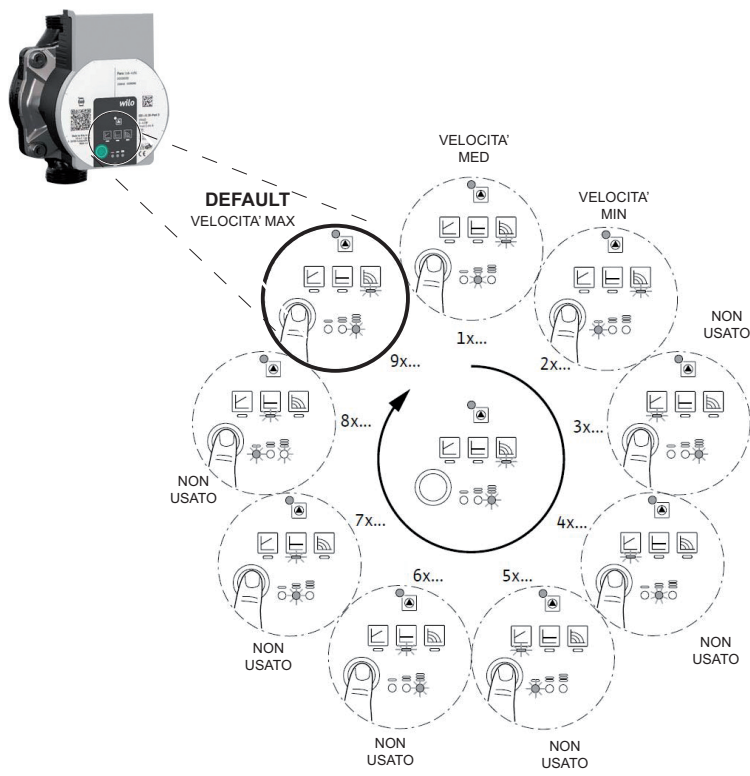 wilo
VELOCITA'
MED
DEFAULT
VELOCITA' MAX
VELOCITA'
MIN
NON
USATO
1x...
9x...
2x...
8x...
3x...
NON
USATO
7x...
4x...
6x...
5x...
NON
USATO
NON
USATO
NON
USATO
NON
USATO